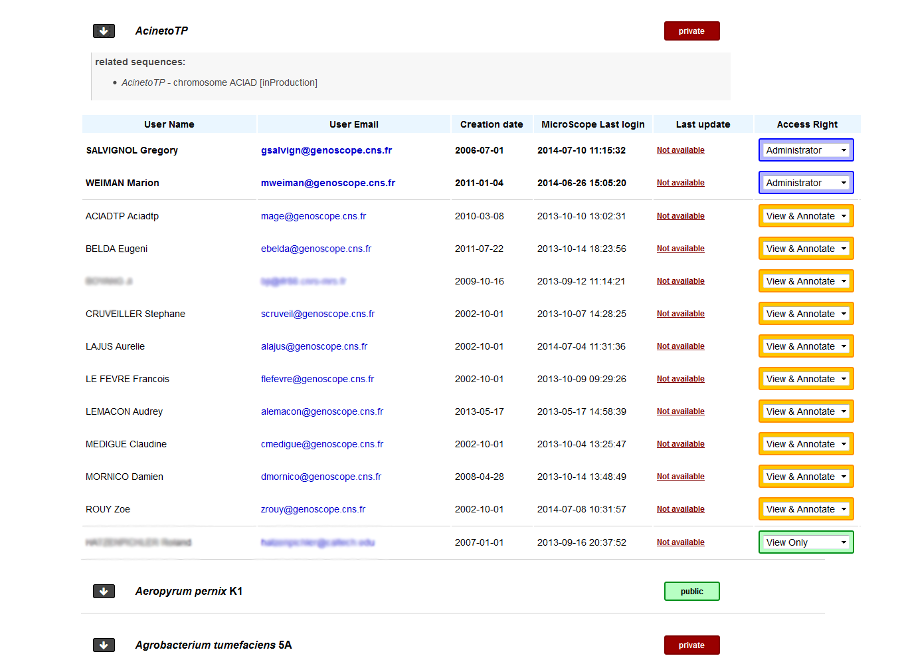 AcinetoTP private
related sequences:
• AcinetoTP - chromosome ACIAD [inProduction]
User Name User Email Creation date MicroScope Last login Last update Access Right
SALVIGNOL Gregory gsalvign@genoscope.cns.fr 2006-07-01 2014-07-10 11:15:32 Not available Administrator
WEIMAN Marion mweiman@genoscope.cns.fr 2011-01-04 2014-06-26 15:05:20 Not available Administrator
ACIADTP Aciadtp mage@genoscope.cns.fr 2010-03-08 2013-10-10 13:02:31 Not available View & Annotate
BELDA Eugeni ebelda@genoscope.cns.fr 2011-07-22 2013-10-14 18:23:56 Not available View & Annotate
2009-10-16 2013-09-12 11:14:21 Not available View & Annotate
CRUVEILLER Stephane scruveil@genoscope.cns.fr 2002-10-01 2013-10-07 14:28:25 Not available View & Annotate
LAJUS Aurelie alajus@genoscope.cns.fr 2002-10-01 2014-07-04 11:31:36 Not available View & Annotate
LE FEVRE Francois flefevre@genoscope.cns.fr 2002-10-01 2013-10-09 09:29:26 Not available View & Annotate
LEMACON Audrey alemacon@genoscope.cns.fr 2013-05-17 2013-05-17 14:58:39 Not available View & Annotate
MEDIGUE Claudine cmedigue@genoscope.cns.fr 2002-10-01 2013-10-04 13:25:47 Not available View & Annotate
MORNICO Damien dmornico@genoscope.cns.fr 2008-04-28 2013-10-14 13:48:49 Not available View & Annotate
ROUY Zoe zrouy@genoscope.cns.fr 2002-10-01 2014-07-08 10:31:57 Not available View & Annotate
2007-01-01 2013-09-16 20:37:52 Not available View Only
Aeropyrum pernix K1 public
Agrobacterium tumefaciens 5A private